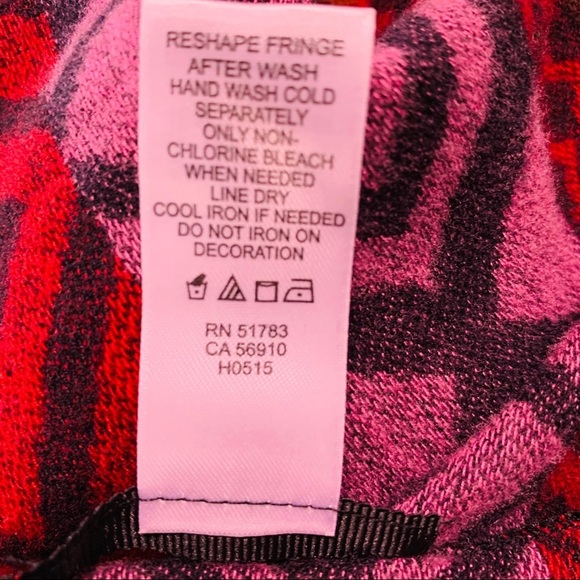 RESHAPE FRINGE
AFTER WASH
HAND WASH COLD
SEPARATELY
ONLY NON-
CHLORINE BLEACH
WHEN NEEDED
LINE DRY
COOL IRON IF NEEDED
DO NOT IRON ON
DECORATION
RN 51783
CA 56910
H0515